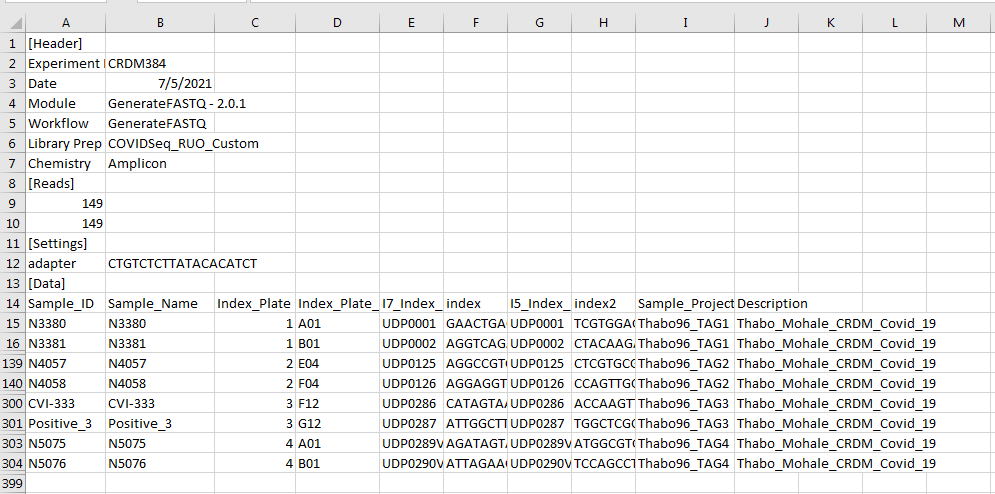 A B C D E F G H I J K L M
1 [Header]
2 Experiment CRDM384
3 Date 7/5/2021
4 Module GenerateFASTQ - 2.0.1
5 Workflow GenerateFASTQ
6 Library Prep COVIDSeq_RUO_Custom
7 Chemistry Amplicon
8 [Reads]
9 149
10 149
11 [Settings]
12 adapter CTGTCTCTTATACACATCT
13 [Data]
14 Sample_ID Sample_Name Index_Plate Index_Plate_ I7_Index_ index I5_Index_ index2 Sample_Project Description
15 N3380 N3380 1 A01 UDP0001 GAACTGA UDP0001 TCGTGGA Thabo96_TAG1 Thabo_Mohale_CRDM_Covid_19
16 N3381 N3381 1 B01 UDP0002 AGGTCAG UDP0002 CTACAAG Thabo96_TAG1 Thabo_Mohale_CRDM_Covid_19
139 N4057 N4057 2 E04 UDP0125 AGGCCGT UDP0125 CTCGTGC Thabo96_TAG2 Thabo_Mohale_CRDM_Covid_19
140 N4058 N4058 2 F04 UDP0126 AGGAGGT UDP0126 CCAGTTG Thabo96_TAG2 Thabo_Mohale_CRDM_Covid_19
300 CVI-333 CVI-333 3 F12 UDP0286 CATAGTA UDP0286 ACCAAGT Thabo96_TAG3 Thabo_Mohale_CRDM_Covid_19
301 Positive_3 Positive_3 3 G12 UDP0287 ATTGGCTT UDP0287 TGGCTCG Thabo96_TAG3 Thabo_Mohale_CRDM_Covid_19
303 N5075 N5075 4 A01 UDP0289V AGATAGT UDP0289V ATGGCGT Thabo96_TAG4 Thabo_Mohale_CRDM_Covid_19
304 N5076 N5076 4 B01 UDP0290V ATTAGAA UDP0290V TCCAGCCT Thabo96_TAG4 Thabo_Mohale_CRDM_Covid_19
399